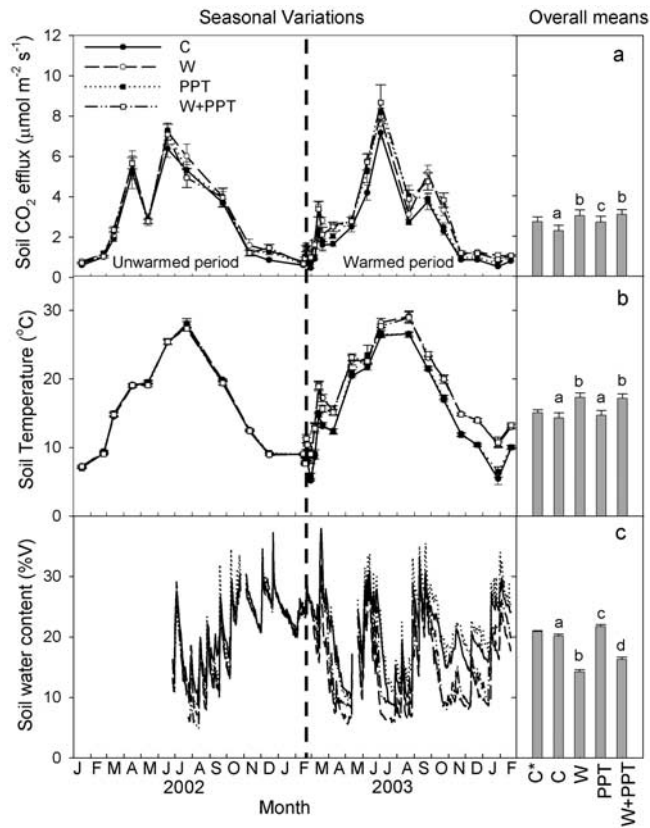 Seasonal Variations
Overall means
Soil CO2 efflux (μmol m-2 s-1)
12
10
8
6
4
2
0
C
W
PPT
W+PPT
Unwarmed period
Warmed period
a
a
b
c
b
Soil Temperature (°C)
30
20
10
0
b
a
b
a
b
Soil water content (%V)
40
30
20
10
0
c
a
b
c
d
J F M A M J J A S O N D J F M A M J J A S O N D J F
2002
2003
Month
C*
C
W
PPT
W+PPT